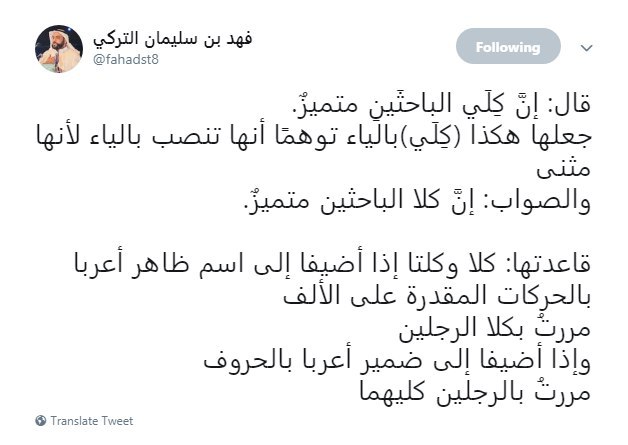 فهد بن سليمان التركي
@fahadst8
Following
قال: إنَّ كِلَي الباحثَينِ متميزٌ.
جعلها هكذا (كِلَي)بالياء توهمًا أنها تنصب بالياء لأنها
مثنى
والصواب: إنَّ كلا الباحثين متميزٌ.
قاعدتها: كلا وكلتا إذا أضيفا إلى اسم ظاهر أعربا
بالحركات المقدرة على الألف
مررتُ بكلا الرجلين
وإذا أضيفا إلى ضمير أعربا بالحروف
مررتُ بالرجلين كليهما
Translate Tweet